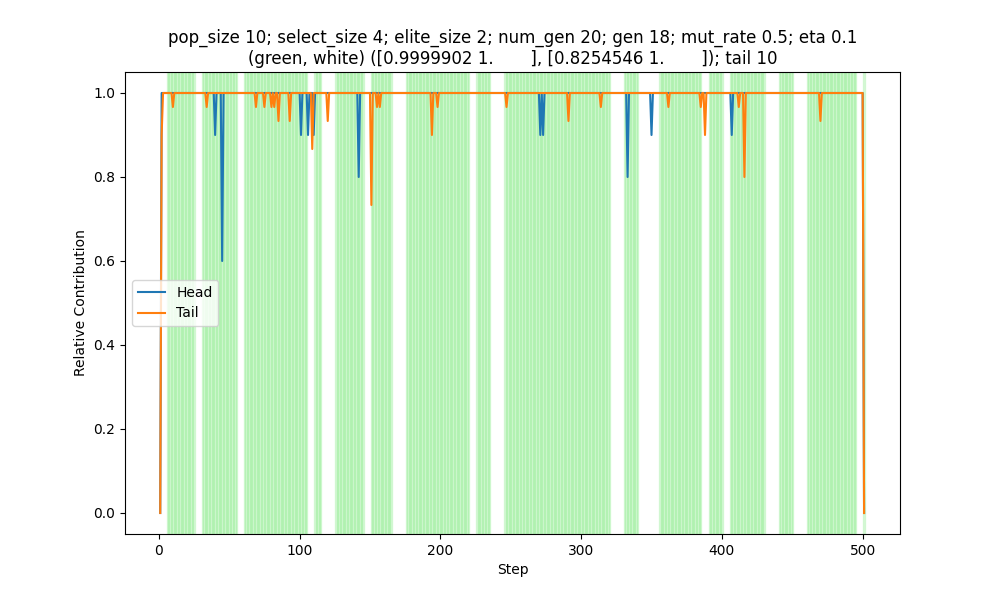 pop_size 10; select_size 4; elite_size 2; num_gen 20; gen 18; mut_rate 0.5; eta 0.1
(green, white) ([0.9999902 1.        ], [0.8254546 1.        ]); tail 10
1.0
0.8
0.6
0.4
0.2
0.0
Relative Contribution
Head
Tail
0
100
200
300
400
500
Step